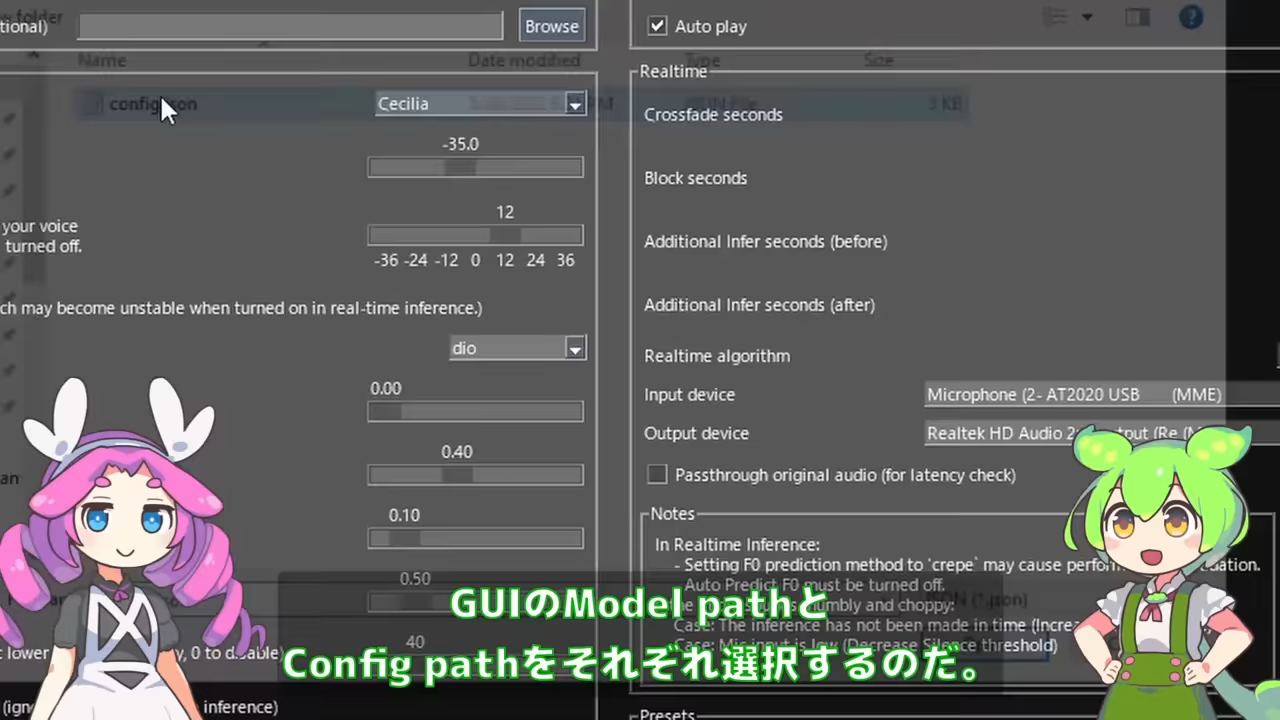 tional)
Browse
Auto play
Name
Date modified
Type
Size
Realtime
Cecilia
3 KB
Crossfade seconds
-35.0
Block seconds
12
your voice
turned off.
Additional Infer seconds (before)
-36 -24 -12 0 12 24 36
ch may become unstable when turned on in real-time inference.)
Additional Infer seconds (after)
dio
Realtime algorithm
0.00
Input device
Microphone (2- AT2020 USB (MME)
Output device
Realtek HD Audio
0.40
Passthrough original audio (for latency check)
0.10
Notes
In Realtime Inference:
- Setting F0 prediction method to `crepe` may cause
Auto Predict F0 must be turned off.
0.50
and choppy:
Case: The inference has not been made in time
40
Case: Mic input is low (Decrease Silence threshold)
lower
0 to disable
inference)
Presets
GUIのModel pathと
Config pathをそれぞれ選択するのだ。